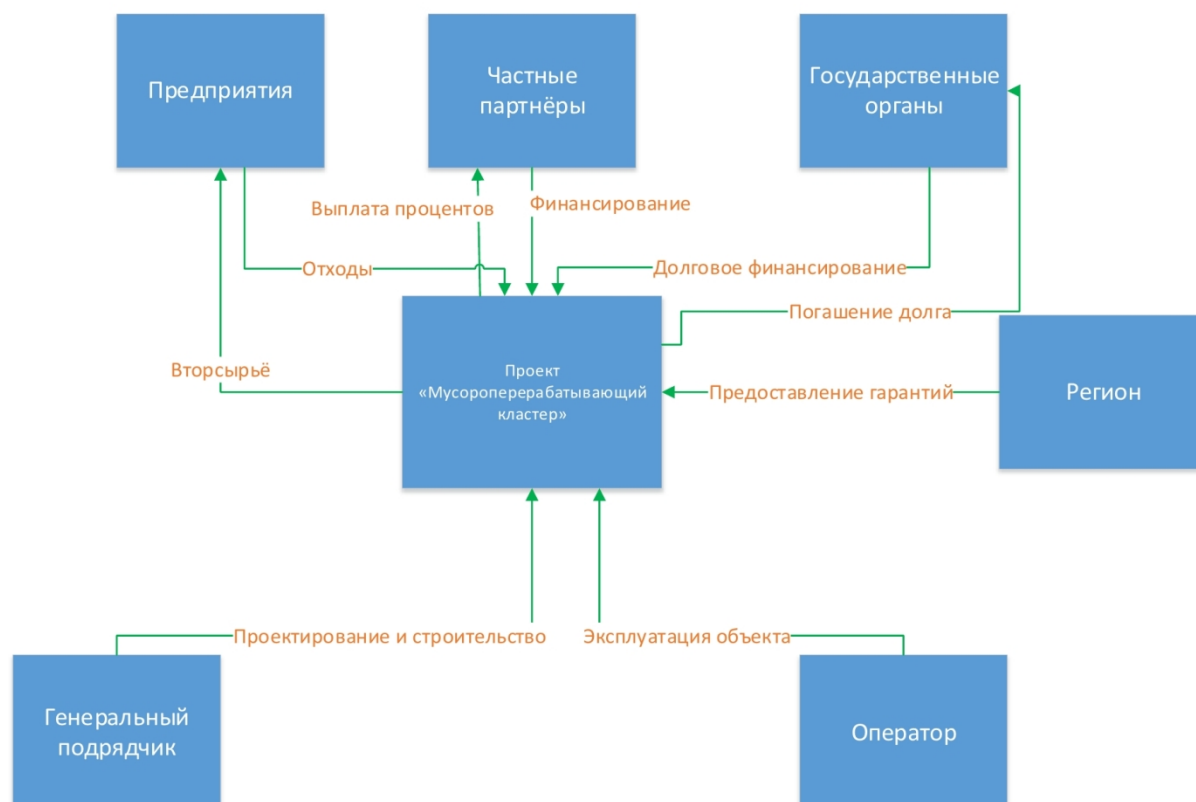 Предприятия
Частные
партнёры
Государственные
органы
Выплата процентов
Финансирование
Отходы
Долговое финансирование
Погашение долга
Вторсырьё
Проект
«Мусороперерабатывающий
кластер»
Предоставление гарантий
Регион
Проектирование и строительство
Эксплуатация объекта
Генеральный
подрядчик
Оператор